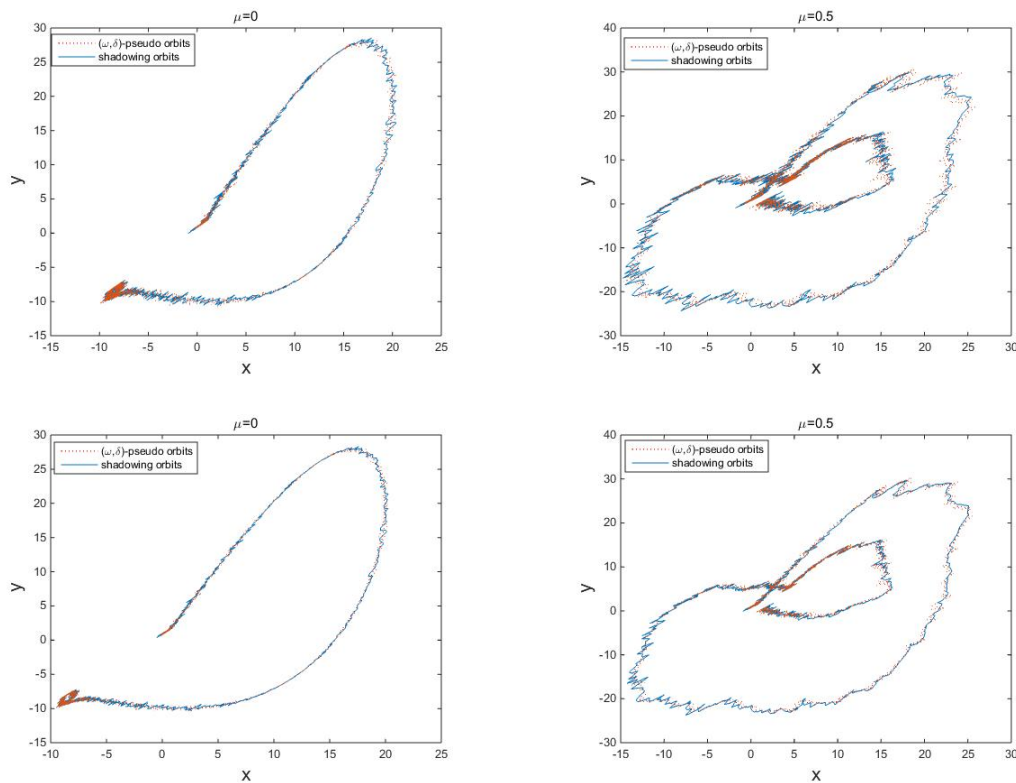 μ=0
(ω,δ)-pseudo orbits
shadowing orbits
30
25
20
15
10
5
0
-5
-10
-15
y
-15 -10 -5 0 5 10 15 20 25
x
μ=0.5
(ω,δ)-pseudo orbits
shadowing orbits
40
30
20
10
0
-10
-20
-30
y
-15 -10 -5 0 5 10 15 20 25 30
x
μ=0
(ω,δ)-pseudo orbits
shadowing orbits
30
25
20
15
10
5
0
-5
-10
-15
y
-10 -5 0 5 10 15 20 25
x
μ=0.5
(ω,δ)-pseudo orbits
shadowing orbits
40
30
20
10
0
-10
-20
-30
y
-15 -10 -5 0 5 10 15 20 25 30
x